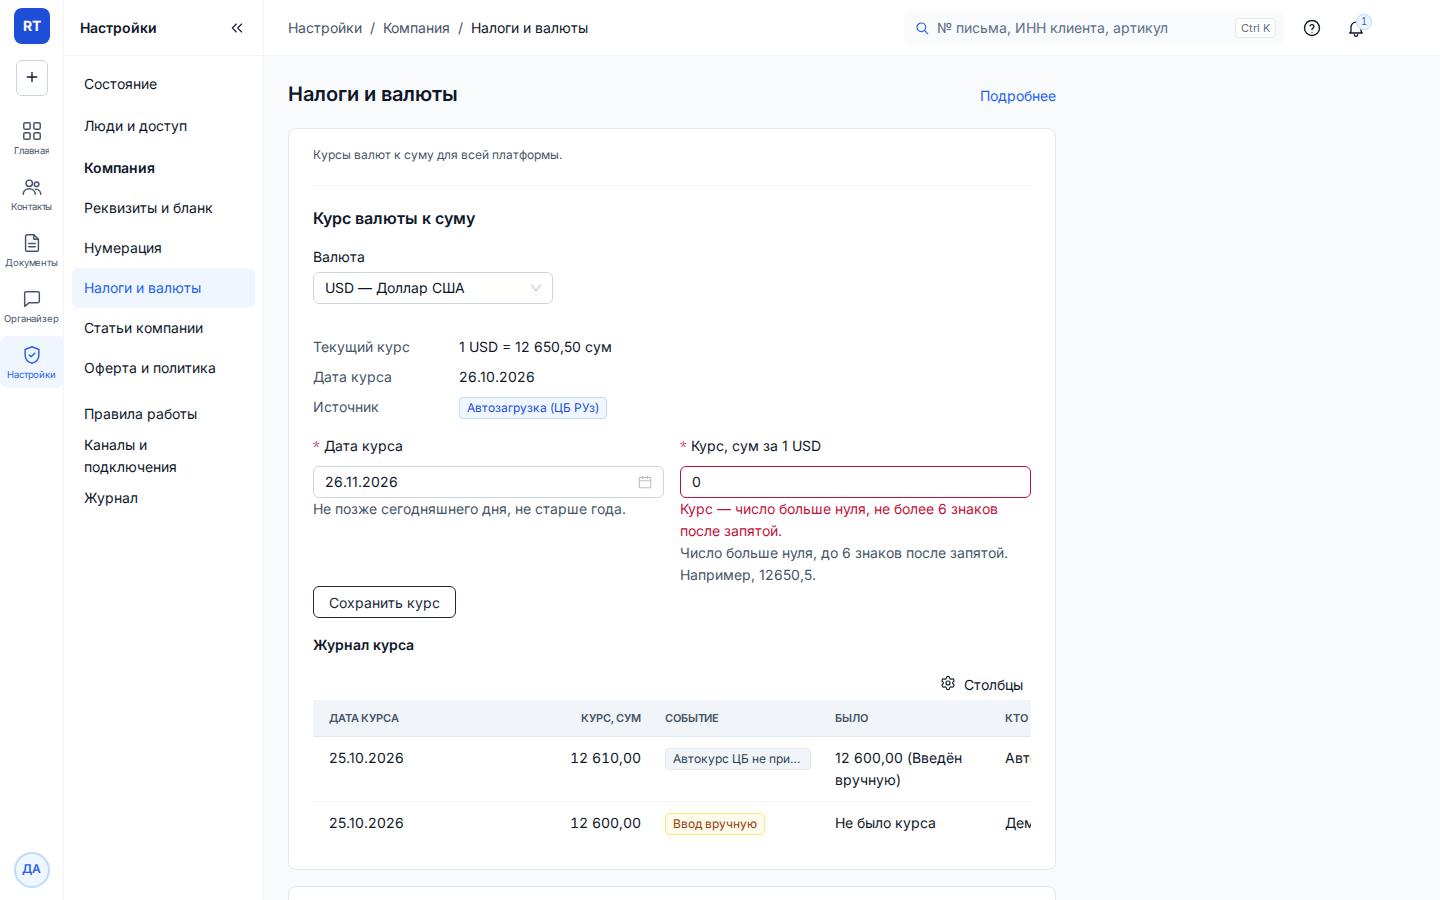 RT
Настройки
Настройки / Компания / Налоги и валюты
№ письма, ИНН клиента, артикул
Ctrl K
1
Главная
Контакты
Документы
Органайзер
Настройки
ДА
Состояние
Люди и доступ
Компания
Реквизиты и бланк
Нумерация
Налоги и валюты
Статьи компании
Оферта и политика
Правила работы
Каналы и
подключения
Журнал
Налоги и валюты
Подробнее
Курсы валют к суму для всей платформы.
Курс валюты к суму
Валюта
USD — Доллар США
Текущий курс 1 USD = 12 650,50 сум
Дата курса 26.10.2026
Источник Автозагрузка (ЦБ РУз)
* Дата курса
26.11.2026
Не позже сегодняшнего дня, не старше года.
* Курс, сум за 1 USD
0
Курс — число больше нуля, не более 6 знаков
после запятой.
Число больше нуля, до 6 знаков после запятой.
Например, 12650,5.
Сохранить курс
Журнал курса
Столбцы
ДАТА КУРСА КУРС, СУМ СОБЫТИЕ БЫЛО КТО
25.10.2026 12 610,00 Автокурс ЦБ не при... 12 600,00 (Введён
вручную)
25.10.2026 12 600,00 Ввод вручную Не было курса